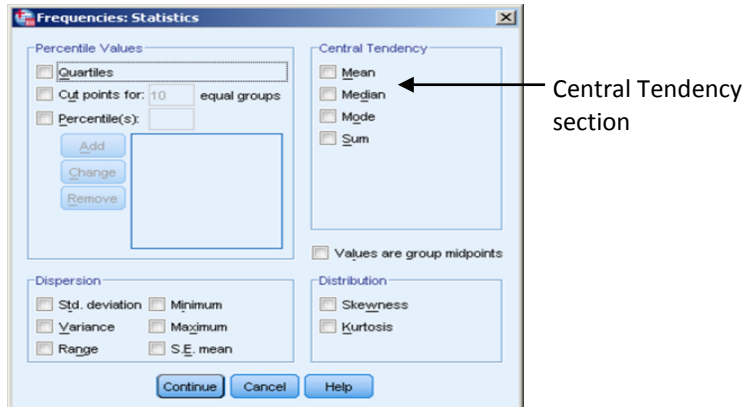 Frequencies: Statistics
Percentile Values
Quartiles
Cut points for: 10 equal groups
Percentile(s):
Add
Change
Remove
Central Tendency
Mean
Median
Mode
Sum
Values are group midpoints
Dispersion
Std. deviation Minimum
Variance Maximum
Range S.E. mean
Distribution
Skewness
Kurtosis
Continue Cancel Help
Central Tendency
section